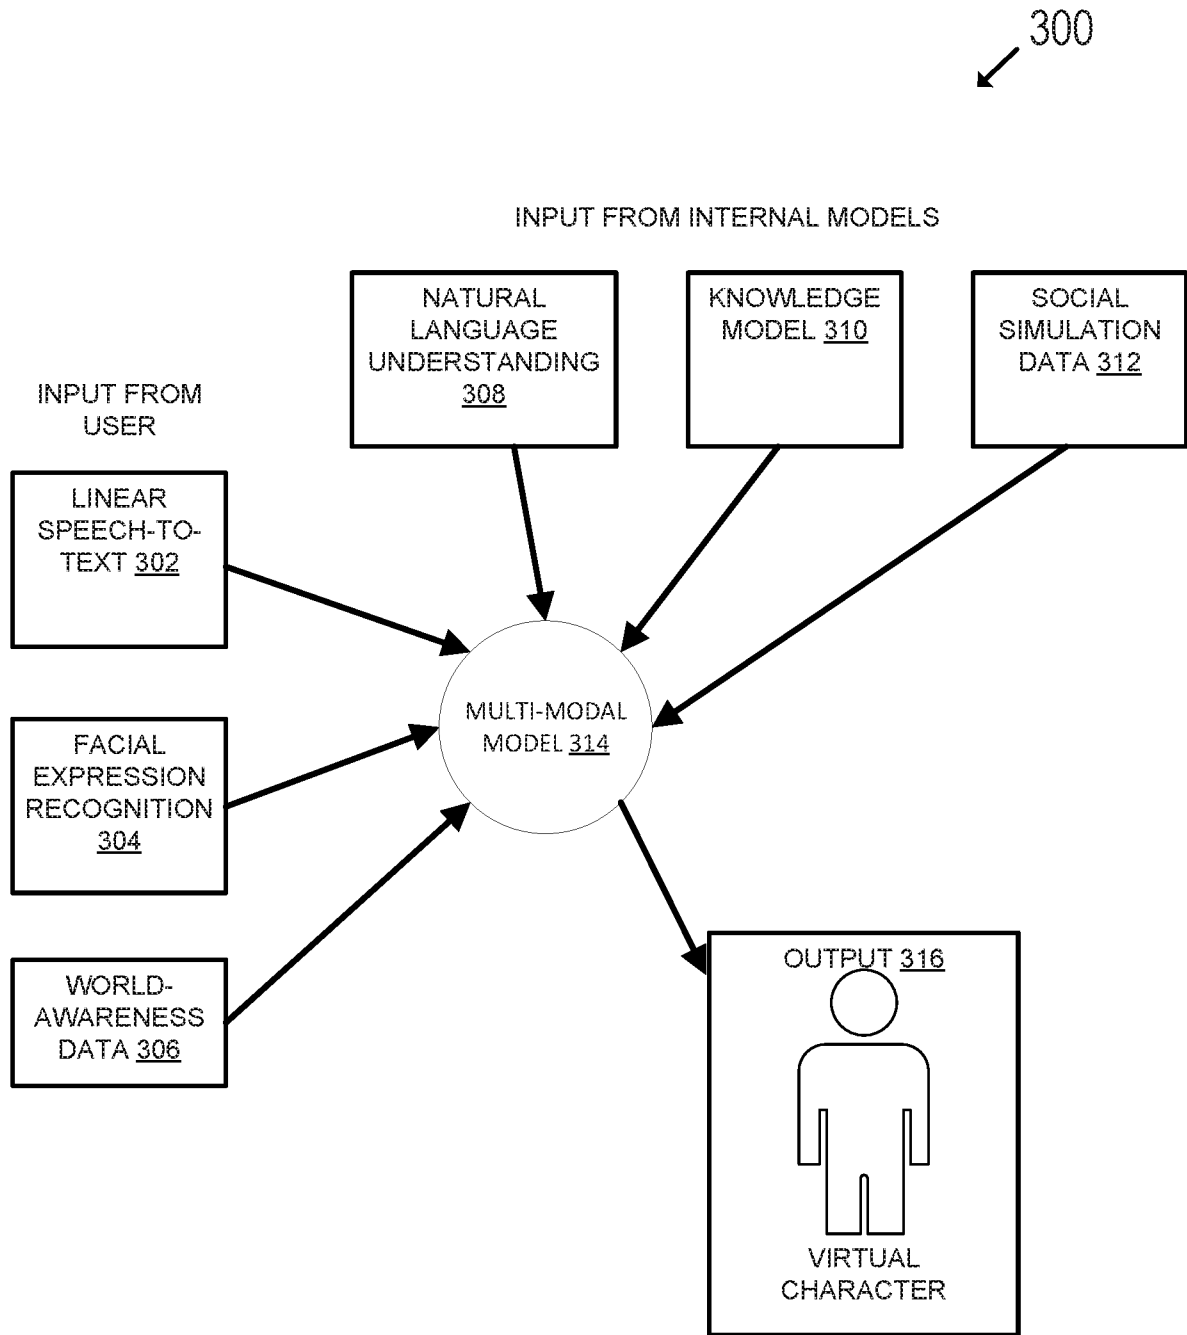 300
INPUT FROM INTERNAL MODELS
NATURAL
LANGUAGE
UNDERSTANDING
308
KNOWLEDGE
MODEL 310
SOCIAL
SIMULATION
DATA 312
INPUT FROM
USER
LINEAR
SPEECH-TO-
TEXT 302
FACIAL
EXPRESSION
RECOGNITION
304
WORLD-
AWARENESS
DATA 306
MULTI-MODAL
MODEL 314
OUTPUT 316
VIRTUAL
CHARACTER